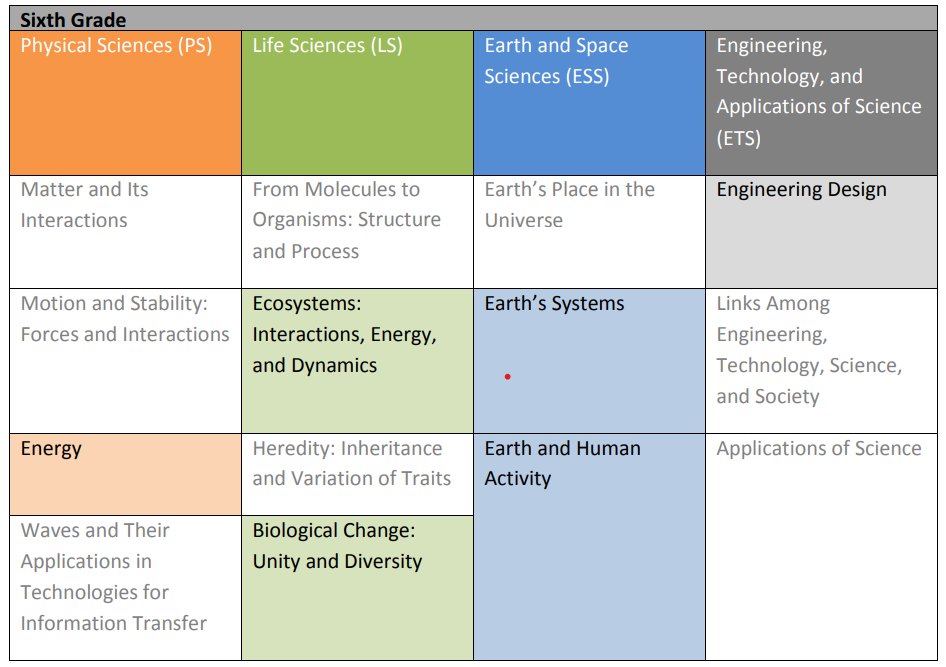 Sixth Grade
Physical Sciences (PS)
Life Sciences (LS)
Earth and Space
Sciences (ESS)
Engineering,
Technology, and
Applications of Science
(ETS)
Matter and Its
Interactions
From Molecules to
Organisms: Structure
and Process
Earth’s Place in the
Universe
Engineering Design
Motion and Stability:
Forces and Interactions
Ecosystems:
Interactions, Energy,
and Dynamics
Earth’s Systems
Links Among
Engineering,
Technology, Science,
and Society
Energy
Heredity: Inheritance
and Variation of Traits
Earth and Human
Activity
Applications of Science
Waves and Their
Applications in
Technologies for
Information Transfer
Biological Change:
Unity and Diversity